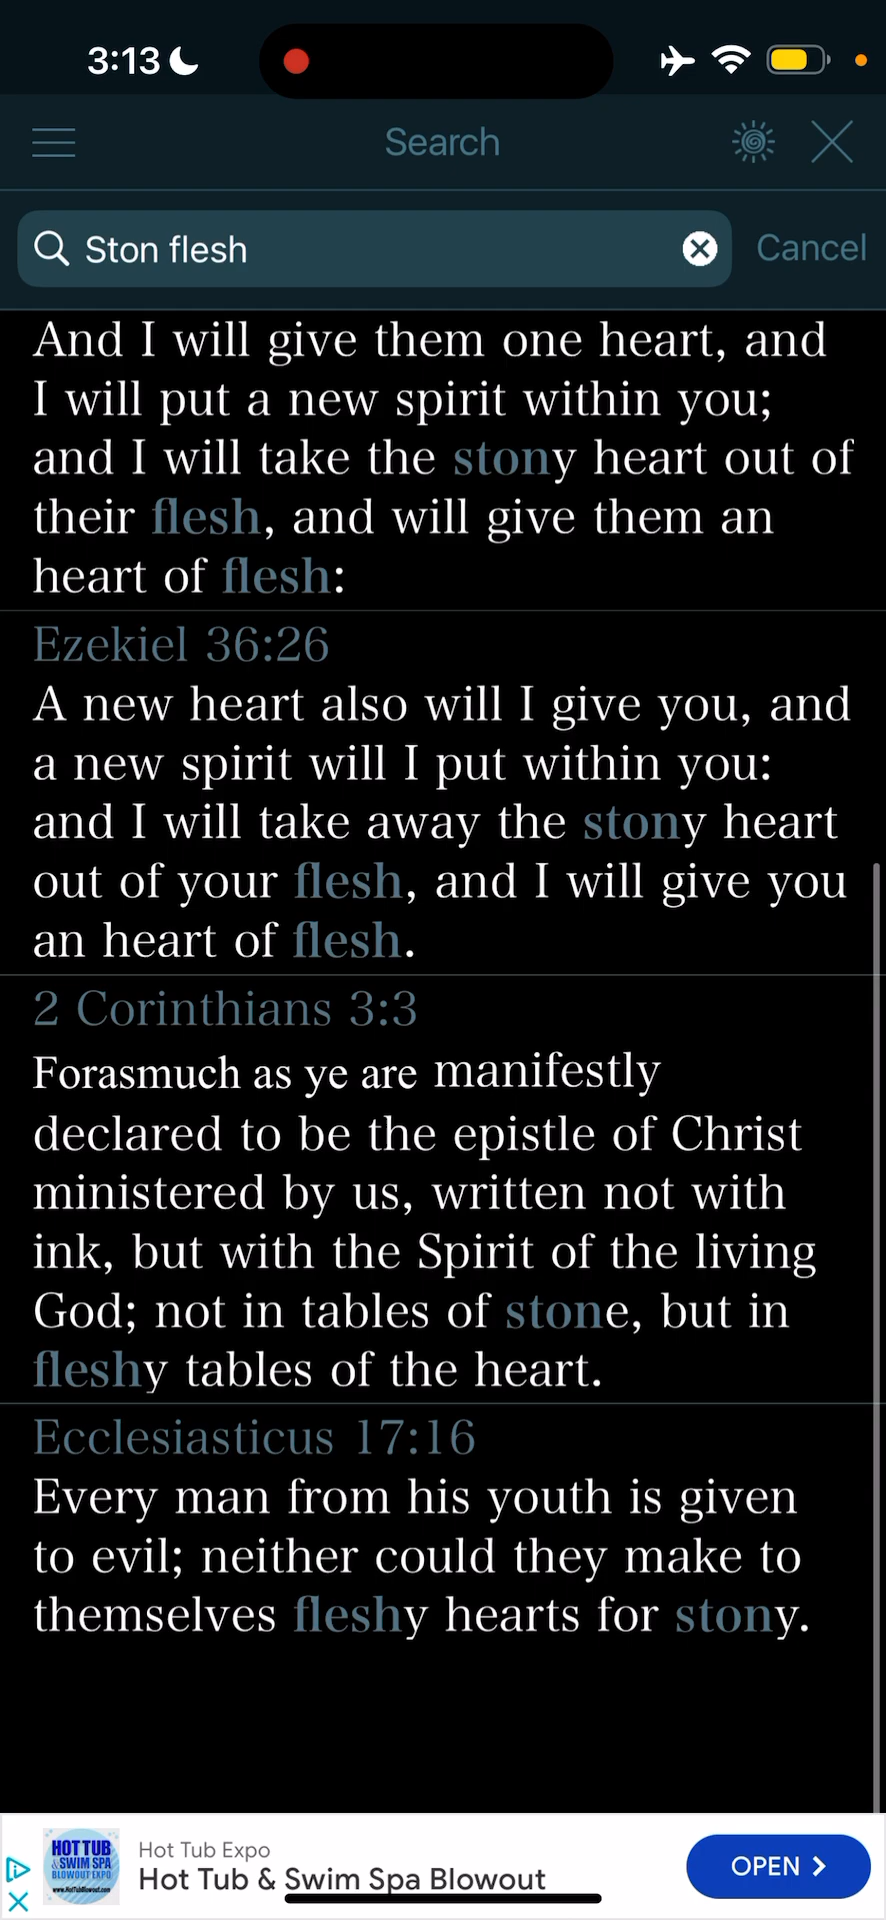 3:13
Search
Ston flesh
Cancel
And I will give them one heart, and
I will put a new spirit within you;
and I will take the stony heart out of
their flesh, and will give them an
heart of flesh:
Ezekiel 36:26
A new heart also will I give you, and
a new spirit will I put within you:
and I will take away the stony heart
out of your flesh, and I will give you
an heart of flesh.
2 Corinthians 3:3
Forasmuch as ye are manifestly
declared to be the epistle of Christ
ministered by us, written not with
ink, but with the Spirit of the living
God; not in tables of stone, but in
fleshy tables of the heart.
Ecclesiasticus 17:16
Every man from his youth is given
to evil; neither could they make to
themselves fleshy hearts for stony.
HOT TUB
& SWIM SPA
BLOWOUT EXPO
www.HotTubBlowout.com
Hot Tub Expo
Hot Tub & Swim Spa Blowout
OPEN